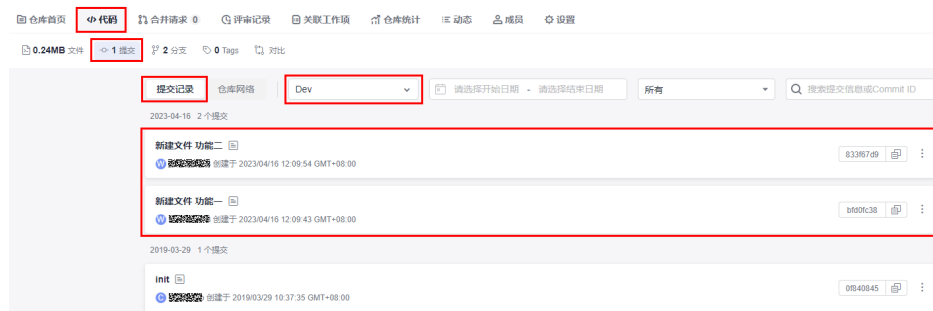 仓库首页 代码 合并请求 0 评审记录 关联工作项 仓库统计 动态 成员 设置
0.24MB 文件 1 提交 2 分支 0 Tags 对比
提交记录 仓库网络 Dev 请选择开始日期 - 请选择结束日期 所有 搜索提交信息或Commit ID
2023-04-16 2 个提交
新建文件 功能二
833f67d9
W 创建于 2023/04/16 12:09:54 GMT+08:00
新建文件 功能一
bfd0fc38
W 创建于 2023/04/16 12:09:43 GMT+08:00
2019-03-29 1 个提交
init
0f840845
C 创建于 2019/03/29 10:37:35 GMT+08:00